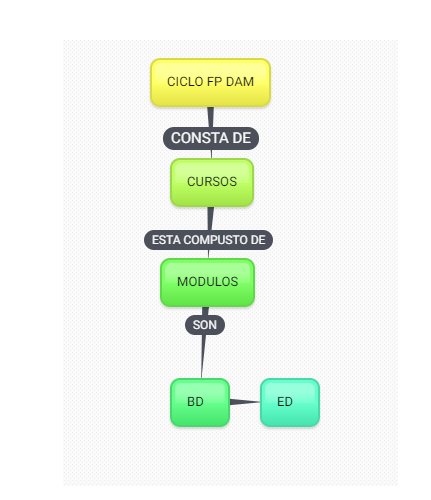 CICLO FP DAM
CONSTA DE
CURSOS
ESTA COMPUSTO DE
MODULOS
SON
BD
ED